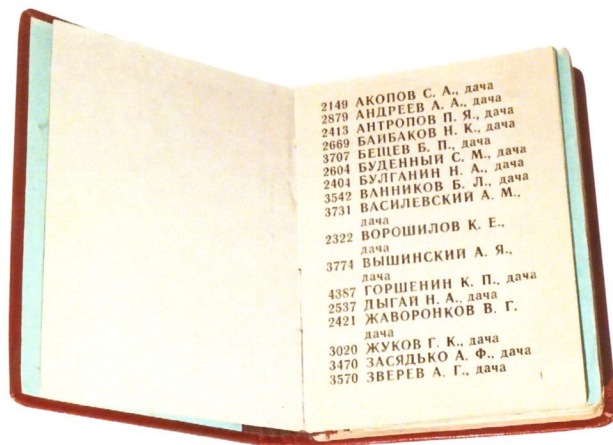 2149 АКОПОВ С. А., дача
2879 АНДРЕЕВ А. А., дача
2413 АНТРОПОВ П. Я., дача
2669 БАЙБАКОВ Н. К., дача
3707 БЕЩЕВ Б. П., дача
2604 БУДЕННЫЙ С. М., дача
2404 БУЛГАНИН Н. А., дача
3542 ВАННИКОВ Б. Л., дача
3731 ВАСИЛЕВСКИЙ А. М.,
дача
2322 ВОРОШИЛОВ К. Е.,
дача
3774 ВЫШИНСКИЙ А. Я.,
дача
4387 ГОРШЕНИН К. П., дача
2537 ДЫГАЙ Н. А., дача
2421 ЖАВОРОНКОВ В. Г.
дача
3020 ЖУКОВ Г. К., дача
3470 ЗАСЯДЬКО А. Ф., дача
3570 ЗВЕРЕВ А. Г., дача